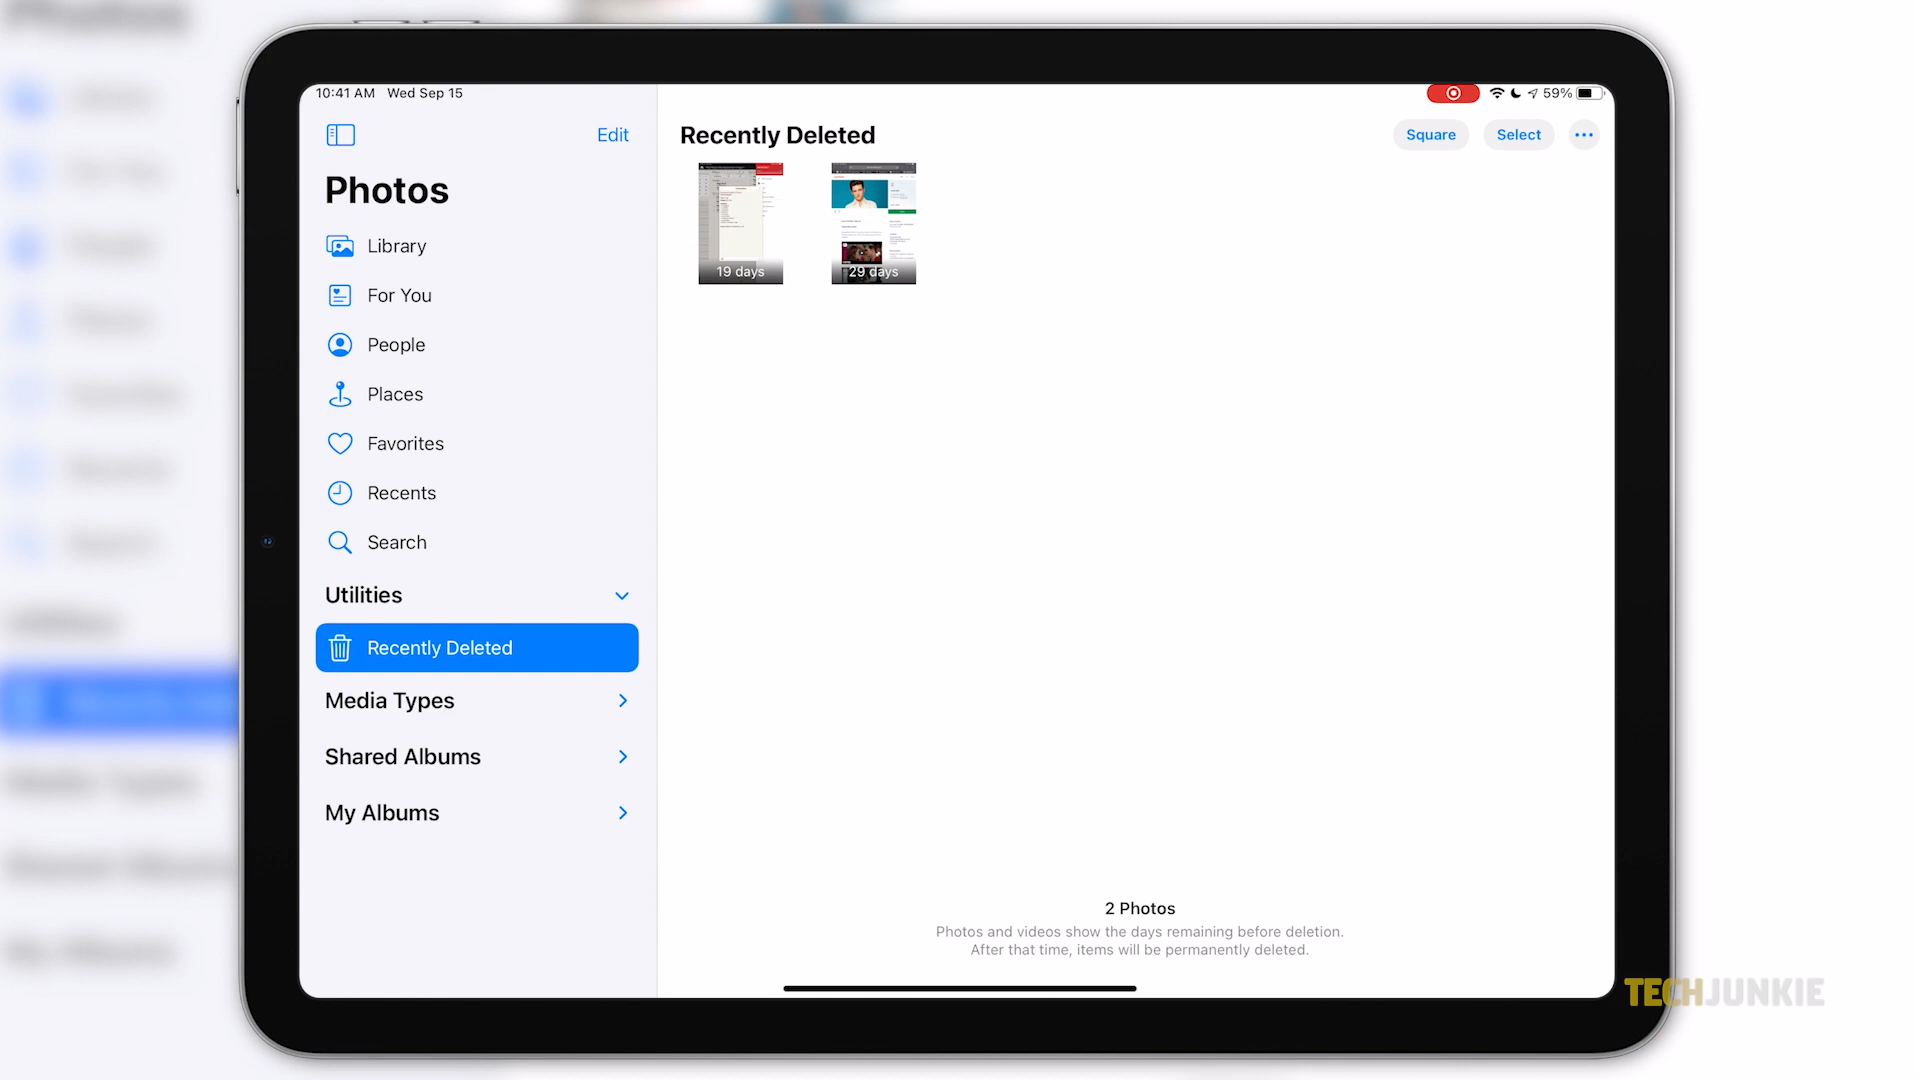 10:41 AM Wed Sep 15
59%
Edit
Photos
Library
For You
People
Places
Favorites
Recents
Search
Utilities
Recently Deleted
Media Types
Shared Albums
My Albums
Recently Deleted
Square
Select
19 days
29 days
2 Photos
Photos and videos show the days remaining before deletion.
After that time, items will be permanently deleted.
TECHJUNKIE